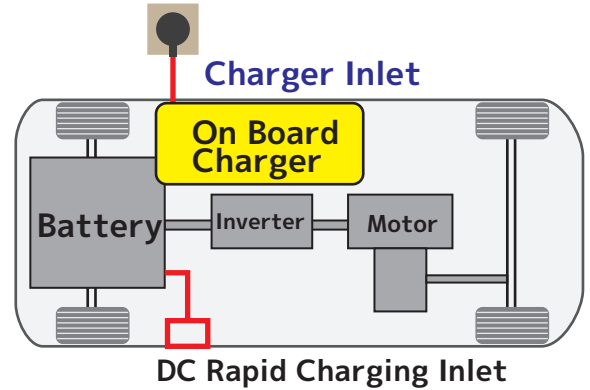 Charger Inlet
On Board
Charger
Battery
Inverter
Motor
DC Rapid Charging Inlet